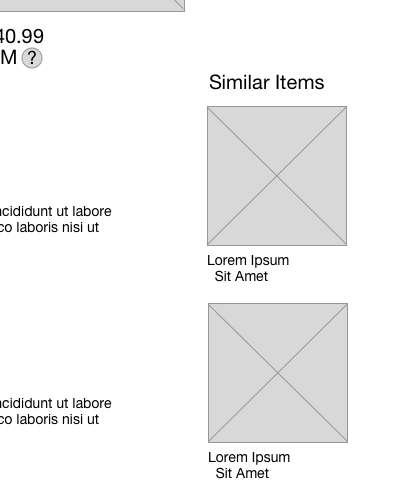 40.99
M ?
Similar Items
ncididunt ut labore
co laboris nisi ut
Lorem Ipsum
Sit Amet
ncididunt ut labore
co laboris nisi ut
Lorem Ipsum
Sit Amet